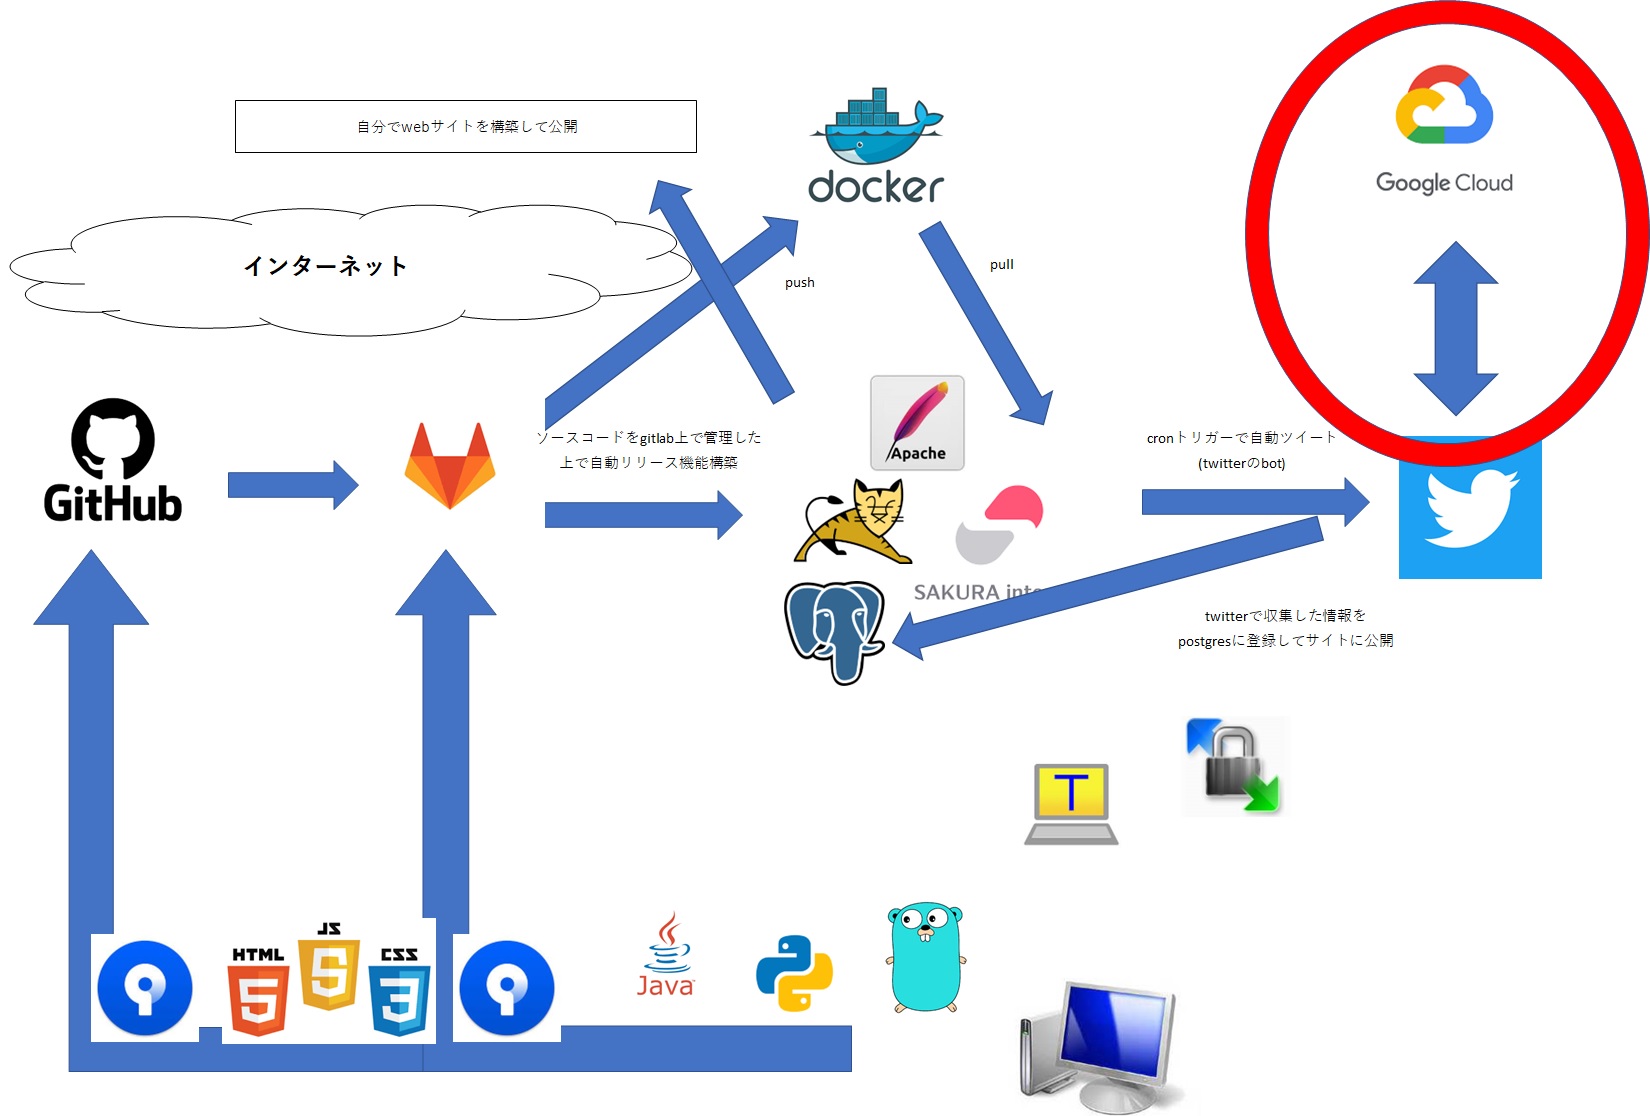 自分でwebサイトを構築して公開
docker
Google Cloud
インターネット
push
pull
Apache
GitHub
ソースコードをgitlab上で管理した
上で自動リリース機能構築
cronトリガーで自動ツイート
(twitterのbot)
SAKURA inte
twitterで収集した情報を
postgresに登録してサイトに公開
T
HTML
5
JS
5
CSS
3
Java